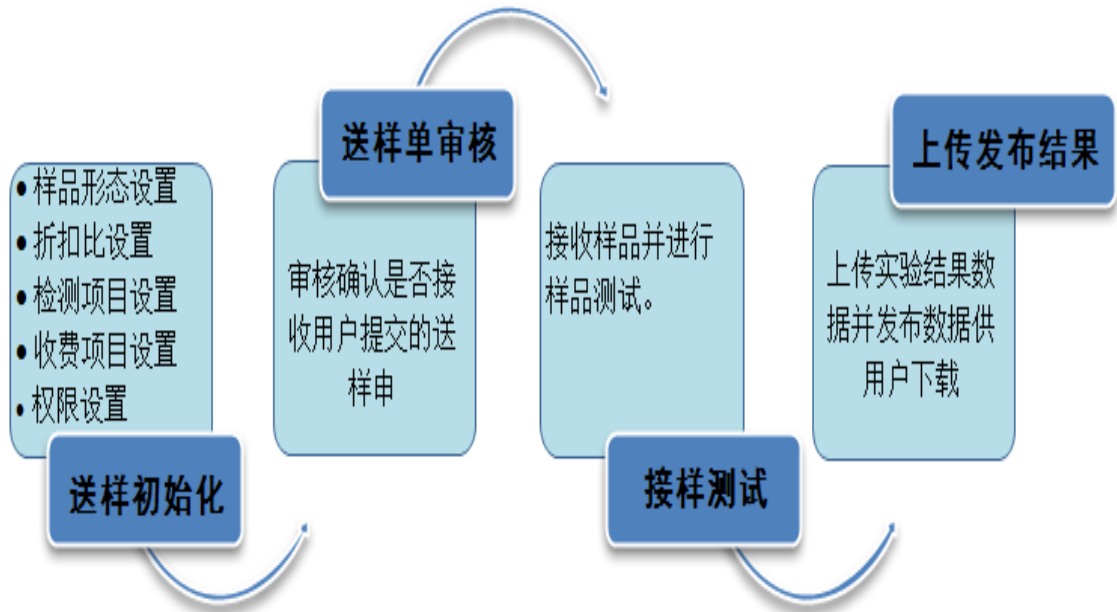 • 样品形态设置
• 折扣比设置
• 检测项目设置
• 收费项目设置
• 权限设置
送样初始化
送样单审核
审核确认是否接
收用户提交的送
样申
接收样品并进行
样品测试。
接样测试
上传发布结果
上传实验结果数
据并发布数据供
用户下载